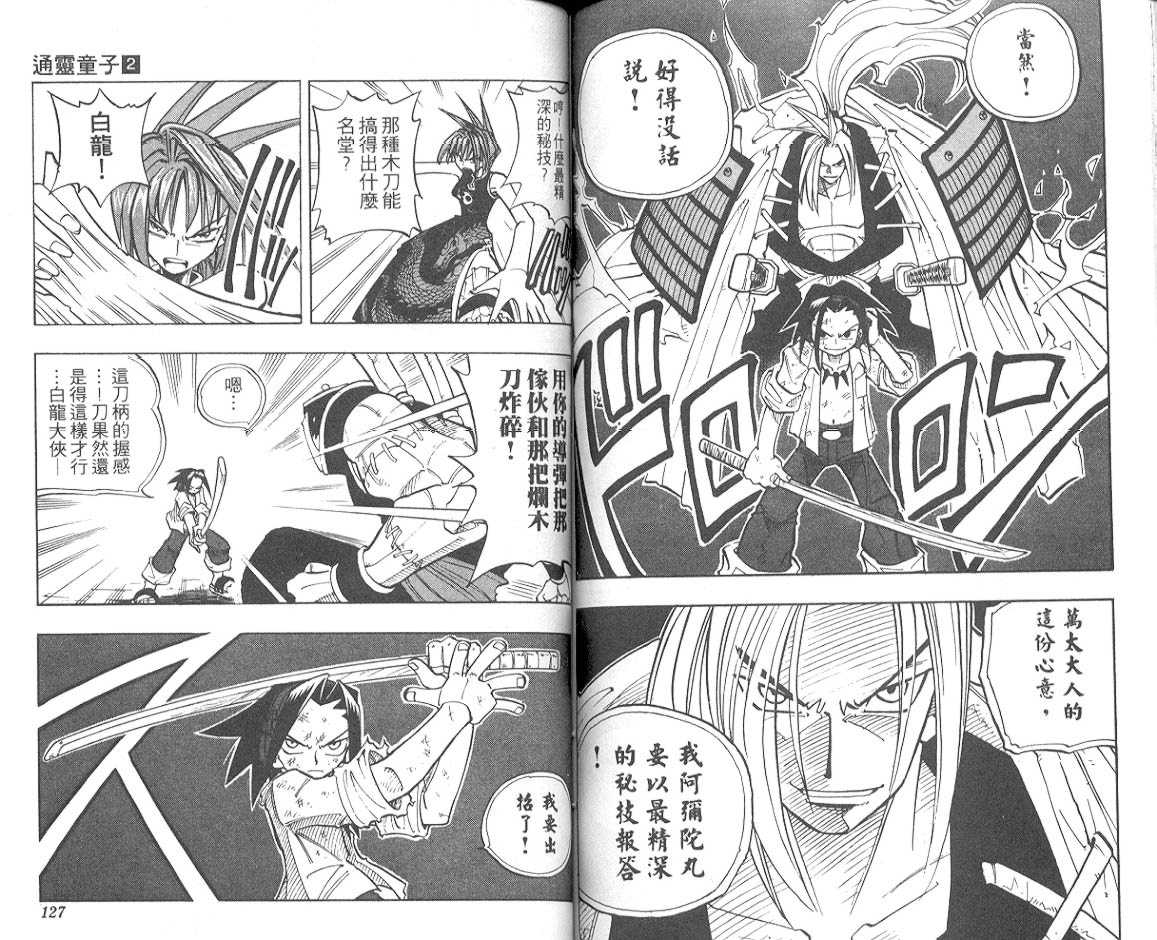 當然！
好得沒話
說！
ドドロロン
萬太大人的
這份心意，
我阿彌陀丸
要以最精深
的秘技報答
！
通靈童子2
哼！什麼最精
深的秘技？
那種木刀能
搞得出什麼
名堂？
白龍！
用你的導彈把那
傢伙和那把爛木
刀炸碎！
嗯…
這刀柄的握感
…！刀果然還
是得這樣才行
…白龍大俠—
我要出
招了！
127